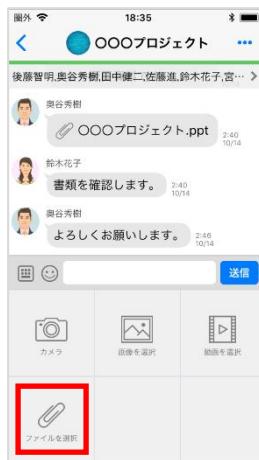 圏外 18:35
〇〇〇プロジェクト
後藤智明,奥谷秀樹,田中健二,佐藤進,鈴木花子,宮…
奥谷秀樹
〇〇〇プロジェクト.ppt 2:40
10/14
鈴木花子
書類を確認します。 2:40
10/14
奥谷秀樹
よろしくお願いします。 2:46
10/14
送信
カメラ 画像を選択 動画を選択
ファイルを選択